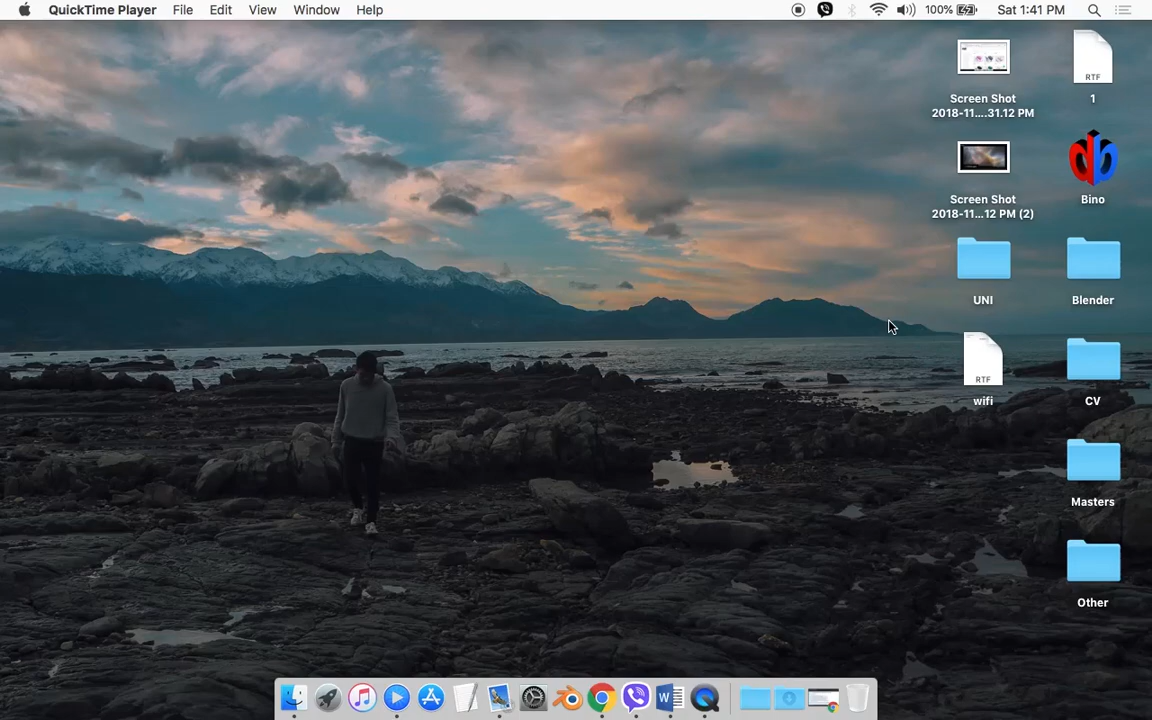 QuickTime Player File Edit View Window Help 100% Sat 1:41 PM
Screen Shot
2018-11....31.12 PM
RTF
1
Screen Shot
2018-11...12 PM (2)
Bino
UNI
Blender
RTF
wifi
CV
Masters
Other